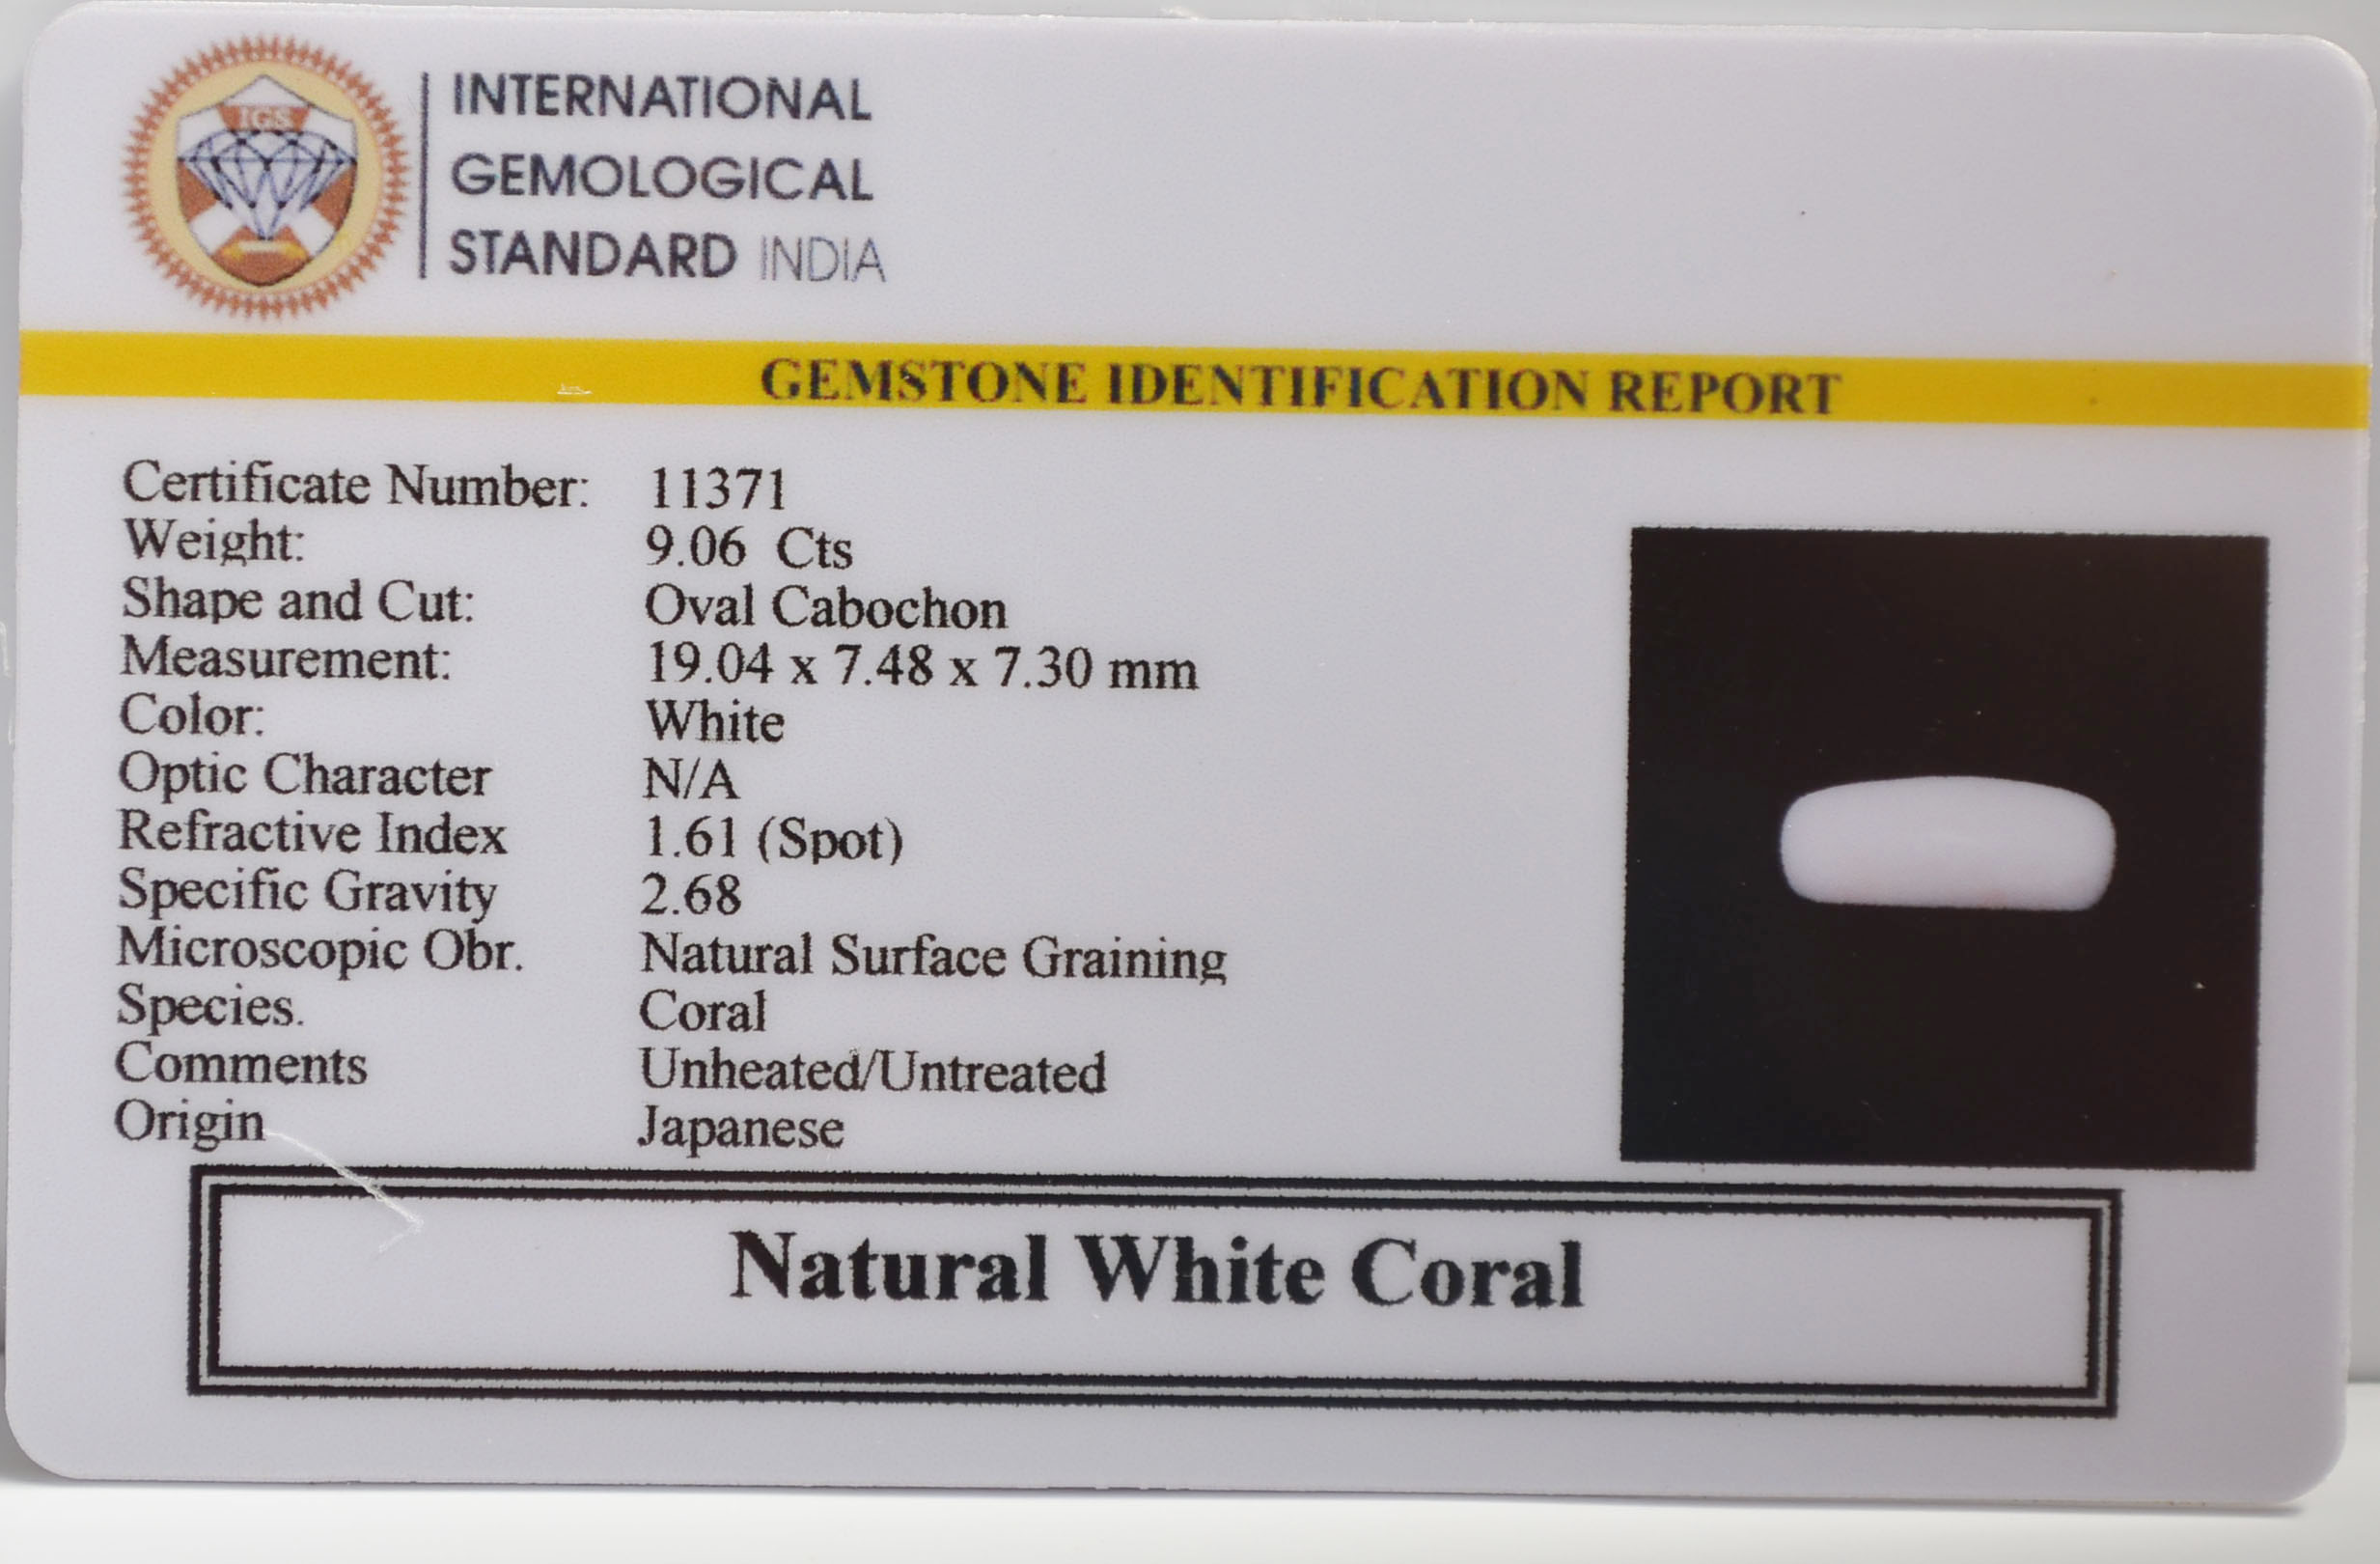 IGS
INTERNATIONAL
GEMOLOGICAL
STANDARD INDIA
GEMSTONE IDENTIFICATION REPORT
Certificate Number: 11371
Weight: 9.06 Cts
Shape and Cut: Oval Cabochon
Measurement: 19.04 x 7.48 x 7.30 mm
Color: White
Optic Character N/A
Refractive Index 1.61 (Spot)
Specific Gravity 2.68
Microscopic Obr. Natural Surface Graining
Species. Coral
Comments Unheated/Untreated
Origin Japanese
Natural White Coral